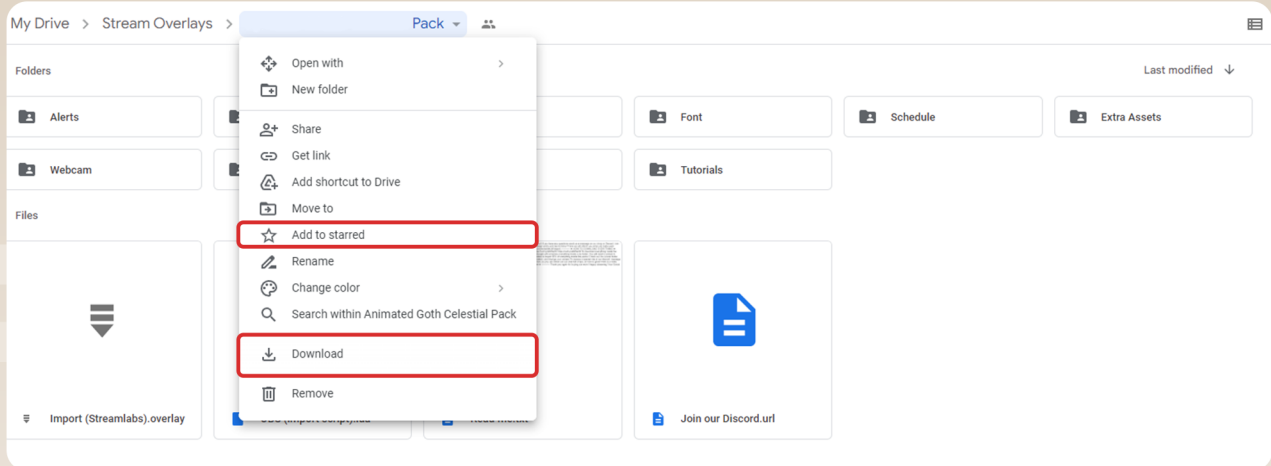 My Drive > Stream Overlays > Pack
Folders
Last modified
Alerts
Font
Schedule
Extra Assets
Webcam
Tutorials
Files
Open with
New folder
Share
Get link
Add shortcut to Drive
Move to
Add to starred
Rename
Change color
Search within Animated Goth Celestial Pack
Download
Remove
Import (Streamlabs).overlay
Join our Discord.url